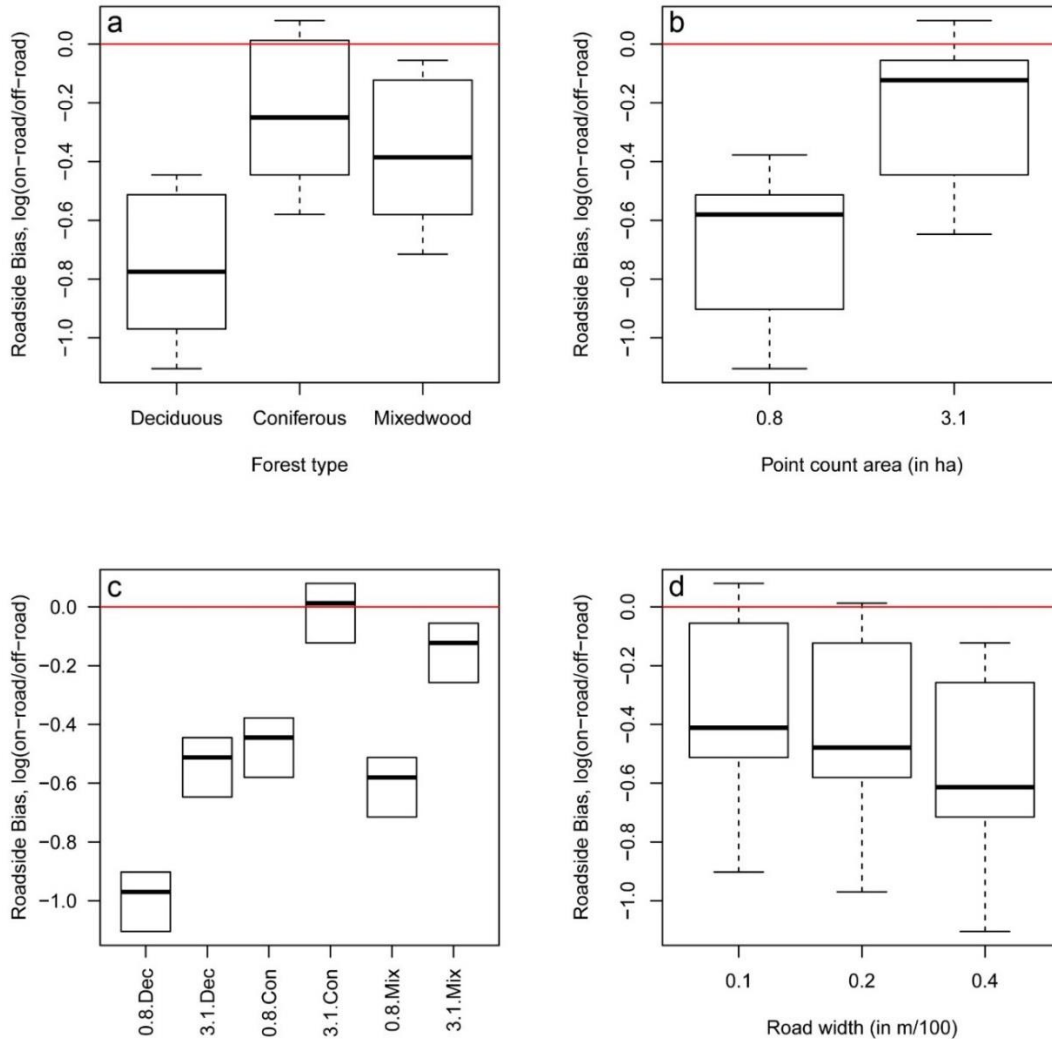 a
Roadside Bias, log(on−road/off−road)
0.0
−0.2
−0.4
−0.6
−0.8
−1.0
Deciduous Coniferous Mixedwood
Forest type
b
Roadside Bias, log(on−road/off−road)
0.0
−0.2
−0.4
−0.6
−0.8
−1.0
0.8 3.1
Point count area (in ha)
c
Roadside Bias, log(on−road/off−road)
0.0
−0.2
−0.4
−0.6
−0.8
−1.0
0.8.Dec
3.1.Dec
0.8.Con
3.1.Con
0.8.Mix
3.1.Mix
d
Roadside Bias, log(on−road/off−road)
0.0
−0.2
−0.4
−0.6
−0.8
−1.0
0.1 0.2 0.4
Road width (in m/100)